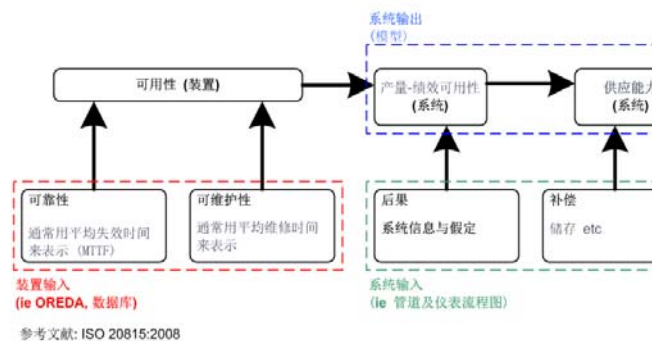 系统输出
(模型)
可用性 (装置)
产量-绩效可用性
(系统)
供应能力
(系统)
可靠性
通常用平均失效时间
来表示 (MTTF)
可维护性
通常用平均维修时间
来表示
后果
系统信息与假定
补偿
储存 etc
装置输入
(ie OREDA, 数据库)
系统输入
(ie 管道及仪表流程图)
参考文献: ISO 20815:2008